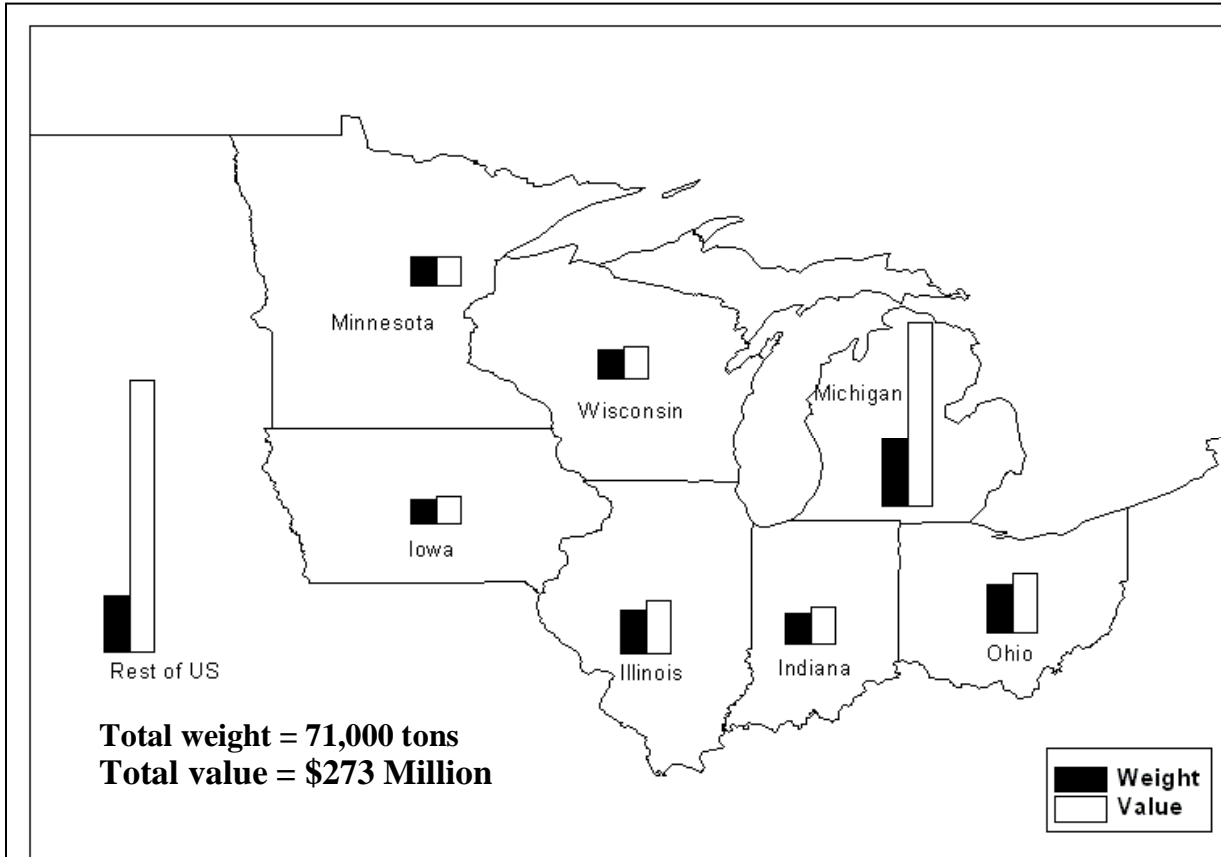 Minnesota
Wisconsin
Michigan
Iowa
Rest of US
Illinois
Indiana
Ohio
Total weight = 71,000 tons
Total value = $273 Million
Weight
Value